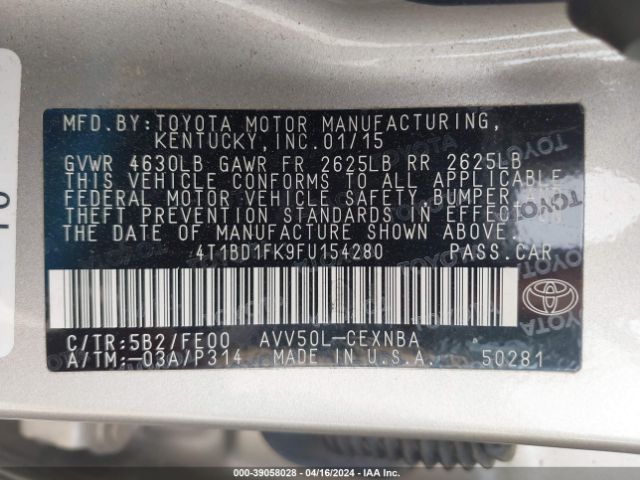 MFD.BY:TOYOTA MOTOR MANUFACTURING,
KENTUCKY,INC.01/15
GVWR 4630LB GAWR FR 2625LB RR 2625LB
THIS VEHICLE CONFORMS TO ALL APPLICABLE
FEDERAL MOTOR VEHICLE SAFETY,BUMPER AND
THEFT PREVENTION STANDARDS IN EFFECT ON
THE DATE OF MANUFACTURE SHOWN ABOVE.
4T1BD1FK9FU154280 PASS.CAR
C/TR:5B2/FE00 AVV50L-CEXNBA
A/TM:-03A/P314 MADE IN U.S.A. 50281
TOYOTA
000-39058028 - 04/16/2024 - IAA Inc.